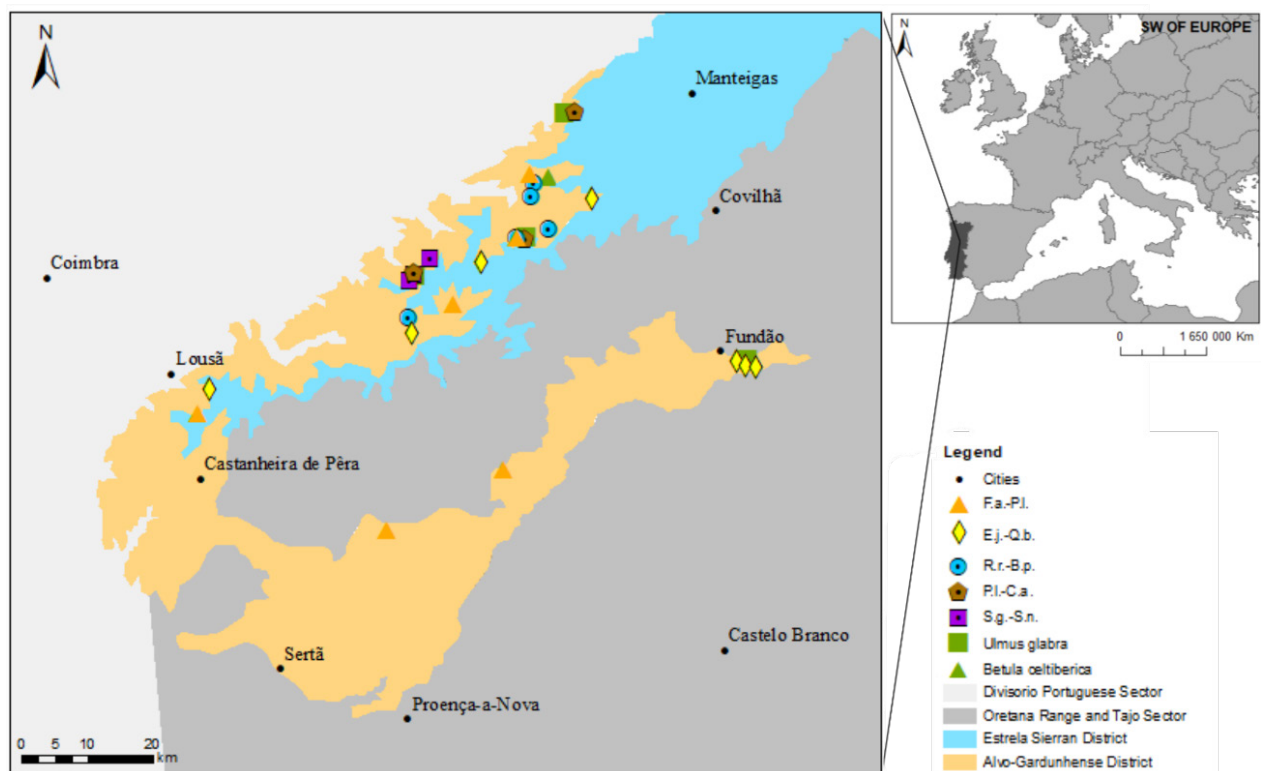 N
Manteigas
Covilhã
Coimbra
Fundão
Lousã
Castanheira de Pêra
Castelo Branco
Sertã
Proença-a-Nova
0 5 10 20
km
N
SW OF EUROPE
0 1 650 000 Km
Legend
Cities
F.a.-P.l.
E.j.-Q.b.
R.r.-B.p.
P.l.-C.a.
S.g.-S.n.
Ulmus glabra
Betula celtiberica
Divisorio Portuguese Sector
Oretana Range and Tajo Sector
Estrela Sierran District
Alvo-Gardunhense District